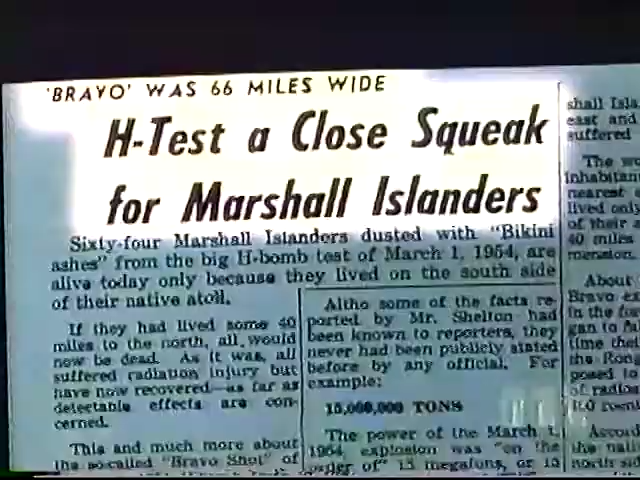 'BRAVO' WAS 66 MILES WIDE
H-Test a Close Squeak
for Marshall Islanders
Sixty-four Marshall Islanders dusted with "Bikini
ashes" from the big H-bomb test of March 1, 1954, are
alive today only because they lived on the south side
of their native atoll.
If they had lived some 40
miles to the north, all would
now be dead. As it was, all
suffered radiation injury but
have now recovered—as far as
detectable effects are con-
cerned.
This and much more about
the so-called "Bravo Shot" of
Altho some of the facts re-
ported by Mr. Shelton had
been known to reporters, they
never had been publicly stated
before by any official. For
example:
15,000,000 TONS
The power of the March 1,
1954, explosion was "on the
order of" 15 megatons, or 15
shall Isla
east and
suffered
The
inhabitan
nearest
lived only
of their
40 miles
About
Bravo
in the
gan to
time
the Ron
posed to
of radia
110
Accord
the
north